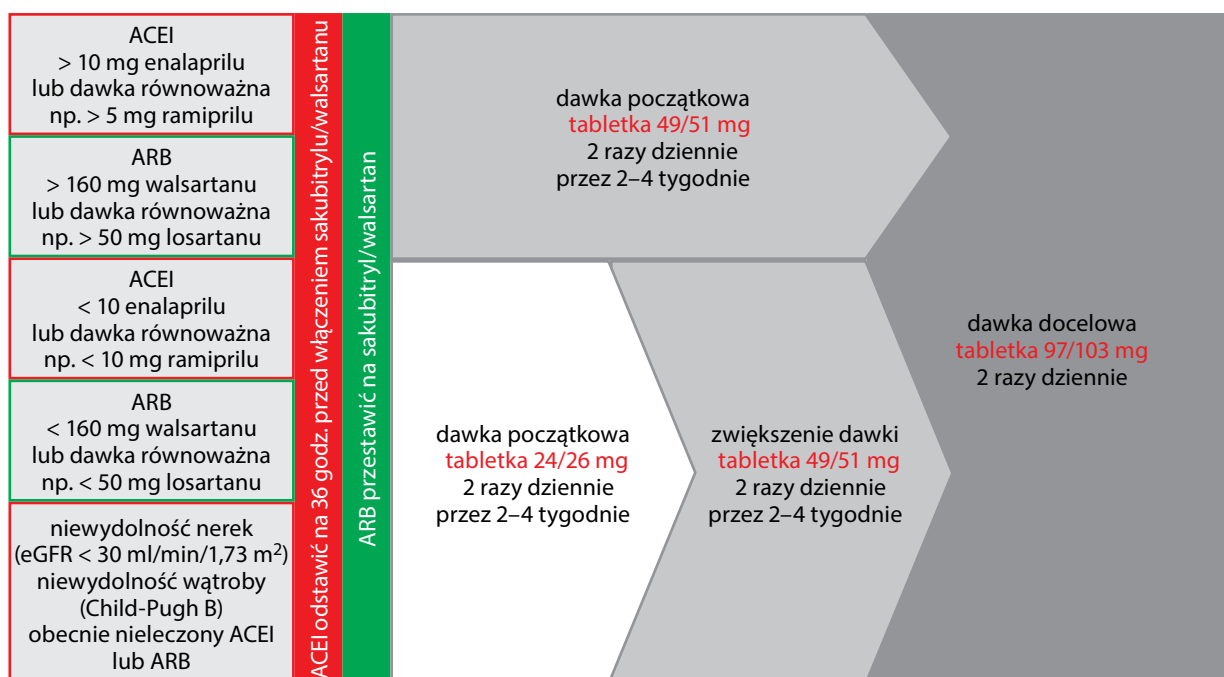 ACEI
> 10 mg enalaprilu
lub dawka równoważna
np. > 5 mg ramiprilu
ARB
> 160 mg walsartanu
lub dawka równoważna
np. > 50 mg losartanu
ACEI
< 10 enalaprilu
lub dawka równoważna
np. < 10 mg ramiprilu
ARB
< 160 mg walsartanu
lub dawka równoważna
np. < 50 mg losartanu
niewydolność nerek
(eGFR < 30 ml/min/1,73 m²)
niewydolność wątroby
(Child-Pugh B)
obecnie nieleczony ACEI
lub ARB
ACEI odstawić na 36 godz. przed włączeniem sakubitrylu/walsartanu
ARB przestawić na sakubitryl/walsartan
dawka początkowa
tabletka 49/51 mg
2 razy dziennie
przez 2–4 tygodnie
dawka początkowa
tabletka 24/26 mg
2 razy dziennie
przez 2–4 tygodnie
zwiększenie dawki
tabletka 49/51 mg
2 razy dziennie
przez 2–4 tygodnie
dawka docelowa
tabletka 97/103 mg
2 razy dziennie